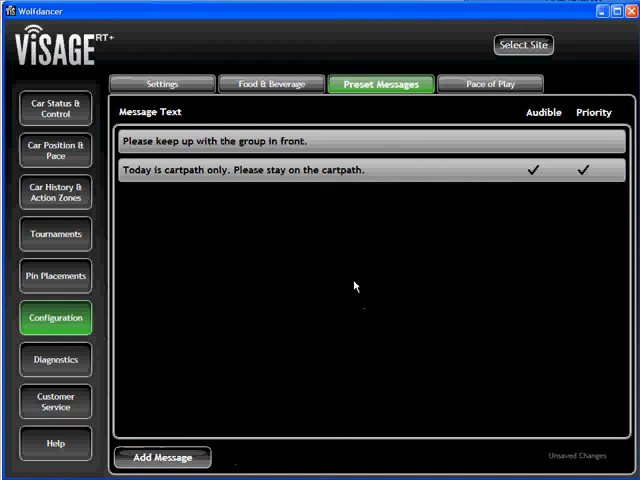 Wolfdancer
ViSAGE RT+
Select Site
Settings
Food & Beverage
Preset Messages
Pace of Play
Car Status &
Control
Car Position &
Pace
Car History &
Action Zones
Tournaments
Pin Placements
Configuration
Diagnostics
Customer
Service
Help
Message Text
Audible
Priority
Please keep up with the group in front.
Today is cartpath only. Please stay on the cartpath.
Add Message
Unsaved Changes